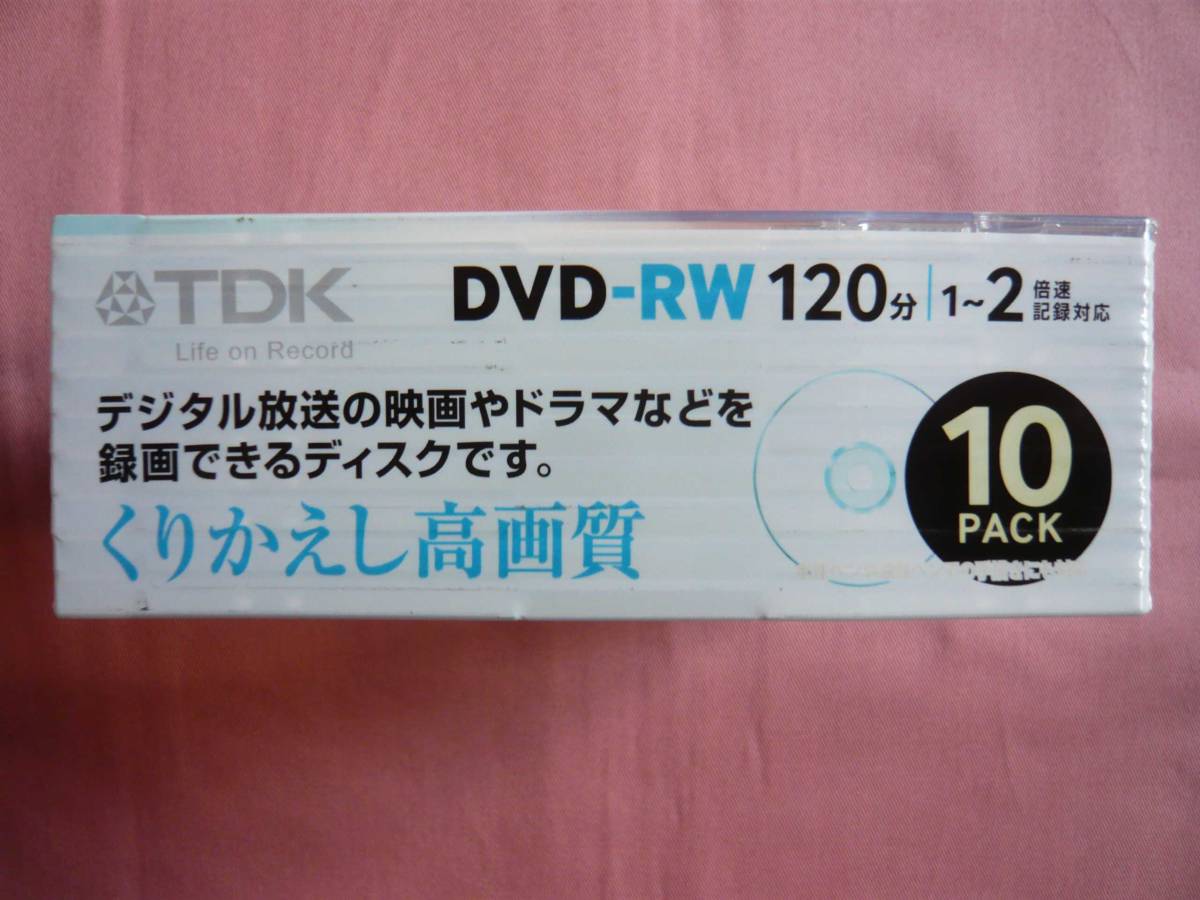 TDK
Life on Record
DVD-RW 120分 1~2 倍速
記録対応
デジタル放送の映画やドラマなどを
録画できるディスクです。
くりかえし高画質
10
PACK